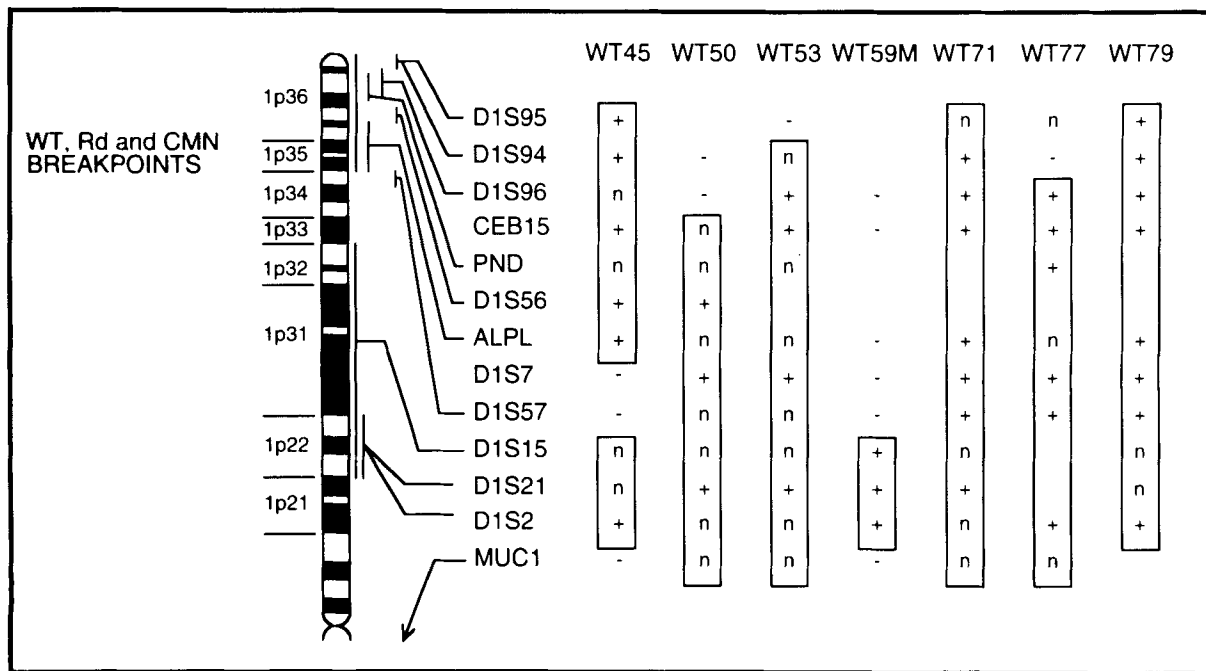 WT45 WT50 WT53 WT59M WT71 WT77 WT79
WT, Rd and CMN
BREAKPOINTS
1p36
1p35
1p34
1p33
1p32
1p31
1p22
1p21
D1S95 + - n n +
D1S94 + - n + - +
D1S96 n - + - + + +
CEB15 + n + - + + +
PND n n n +
D1S56 + +
ALPL + n n - + n +
D1S7 - + + - + + +
D1S57 - n n - + + +
D1S15 n n n + n n
D1S21 n + + + + n
D1S2 + n n + n + +
MUC1 - n n - n n